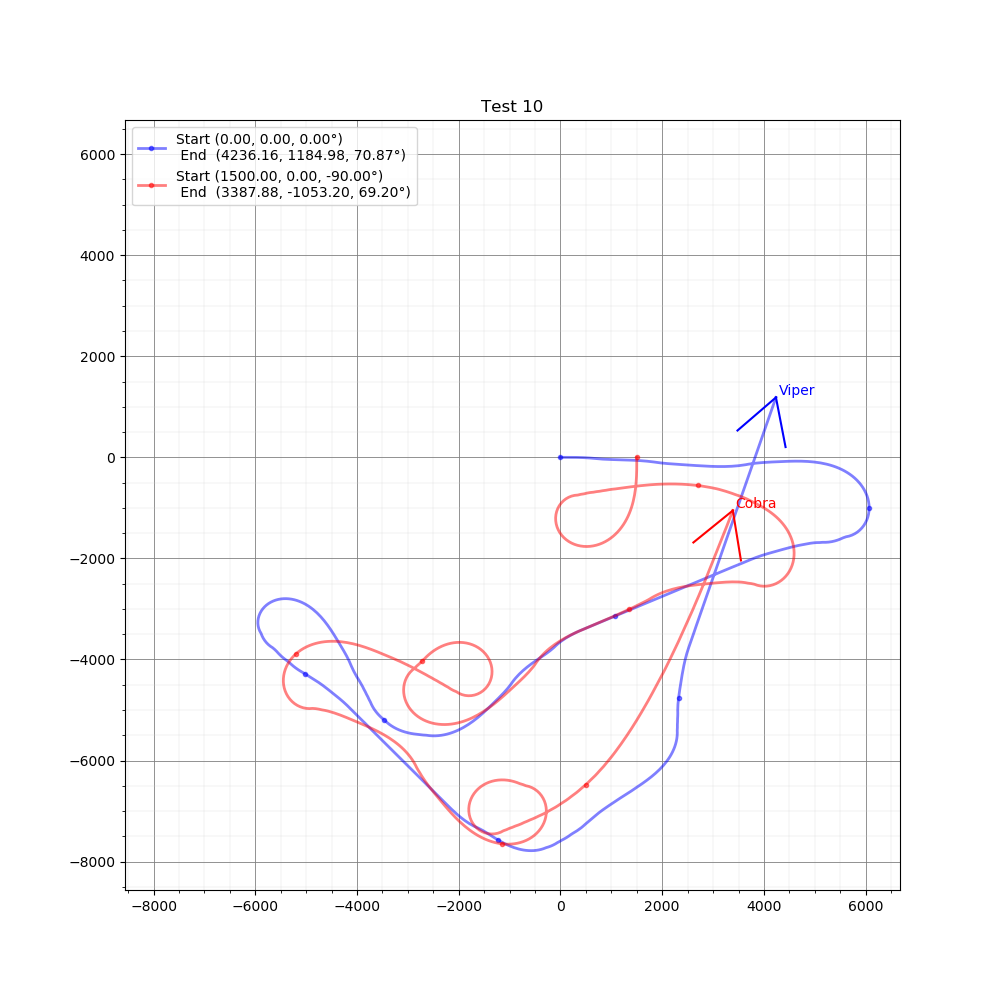 Test 10
Start (0.00, 0.00, 0.00°)
End  (4236.16, 1184.98, 70.87°)
Start (1500.00, 0.00, -90.00°)
End  (3387.88, -1053.20, 69.20°)
6000
4000
2000
0
−2000
−4000
−6000
−8000
Viper
Cobra
−8000 −6000 −4000 −2000 0 2000 4000 6000